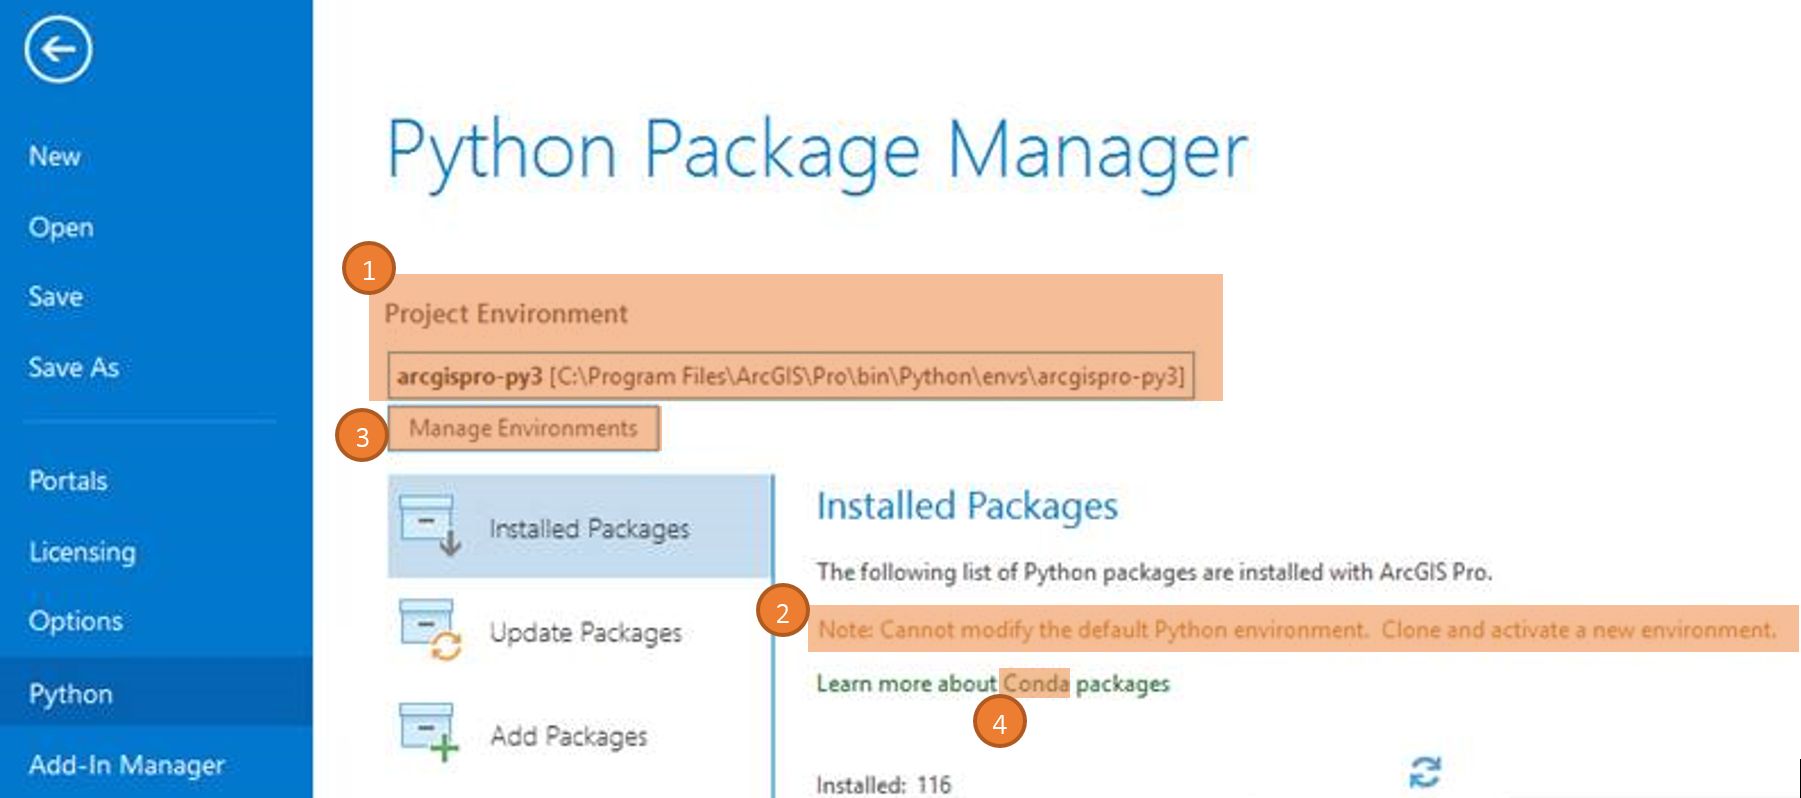 New
Open
Save
Save As
Portals
Licensing
Options
Python
Add-In Manager
Python Package Manager
1
Project Environment
arcgispro-py3 [C:\Program Files\ArcGIS\Pro\bin\Python\envs\arcgispro-py3]
3
Manage Environments
Installed Packages
Update Packages
Add Packages
Installed Packages
The following list of Python packages are installed with ArcGIS Pro.
2
Note: Cannot modify the default Python environment. Clone and activate a new environment.
Learn more about Conda packages
4
Installed: 116